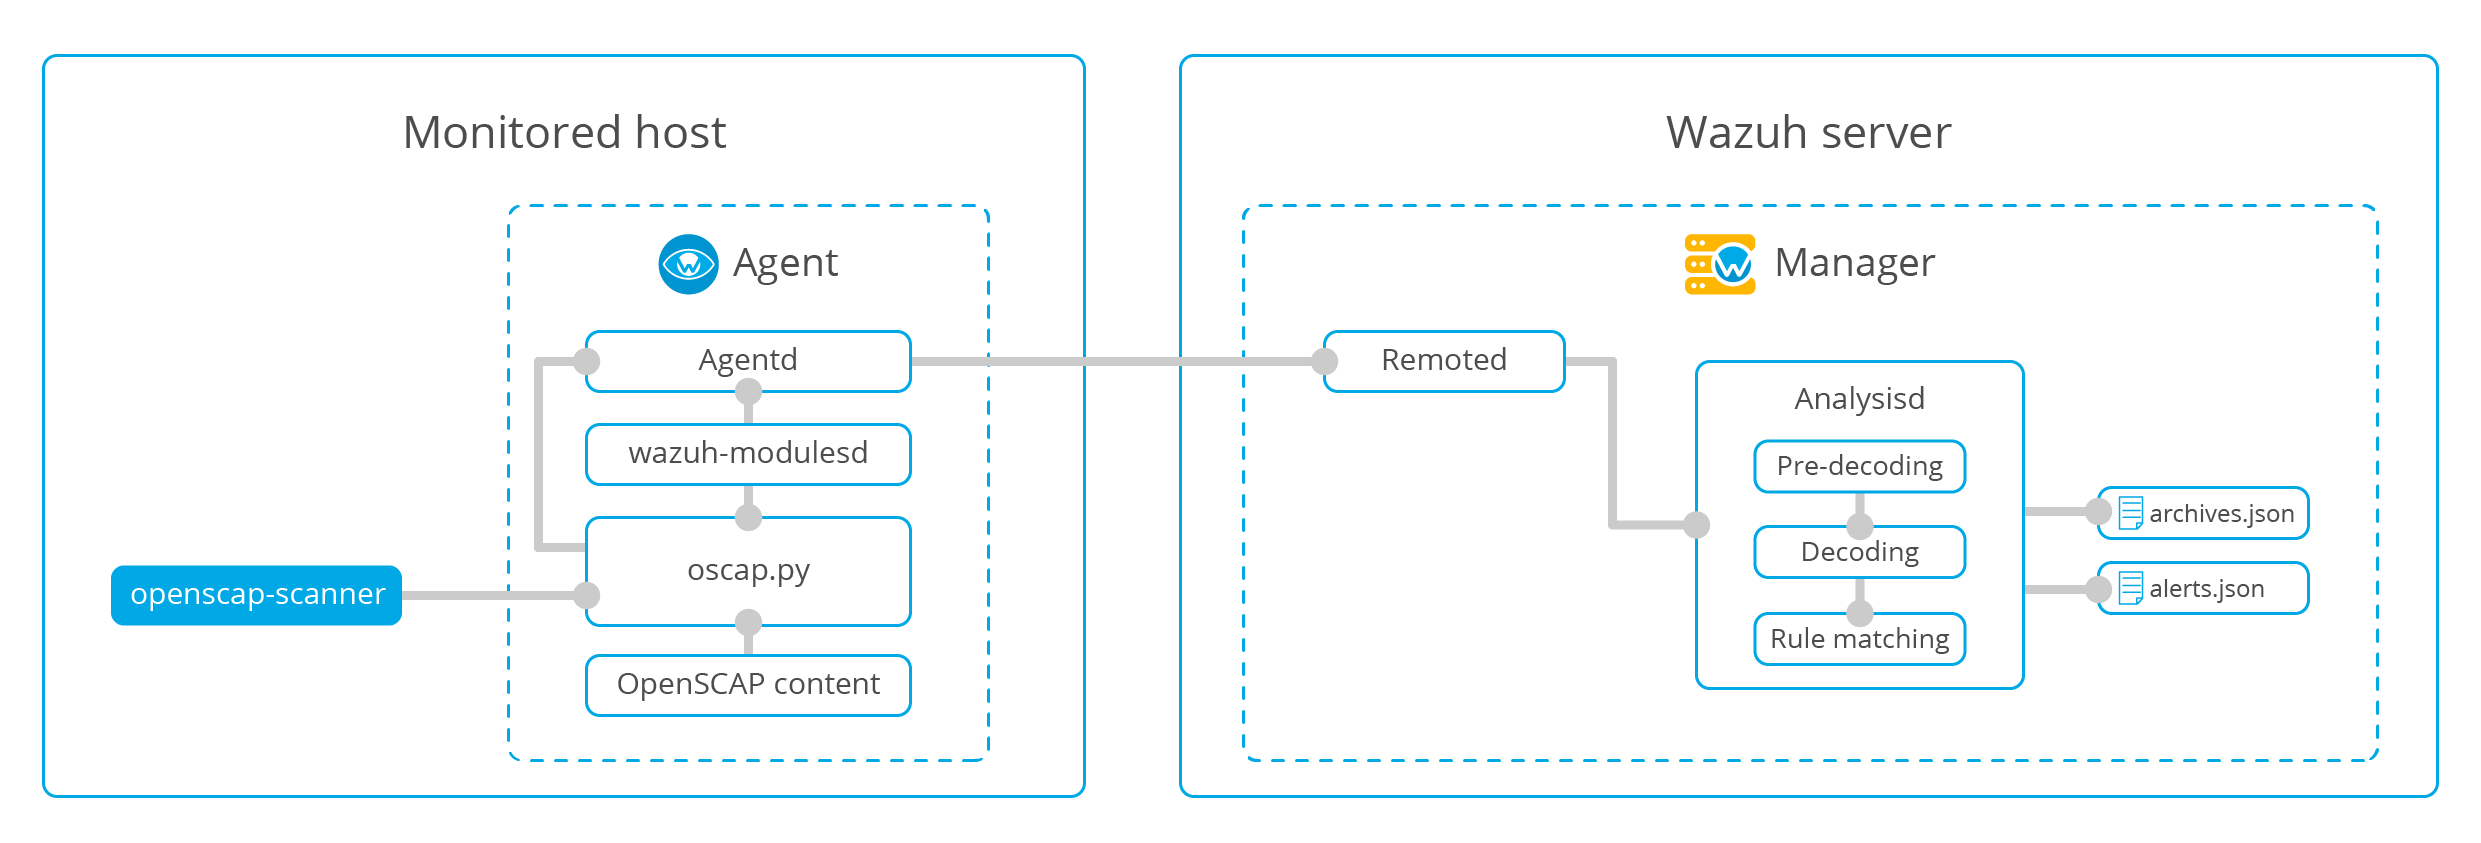 Monitored host
Agent
Agentd
wazuh-modulesd
oscap.py
openscap-scanner
OpenSCAP content
Wazuh server
Manager
Remoted
Analysisd
Pre-decoding
Decoding
Rule matching
archives.json
alerts.json